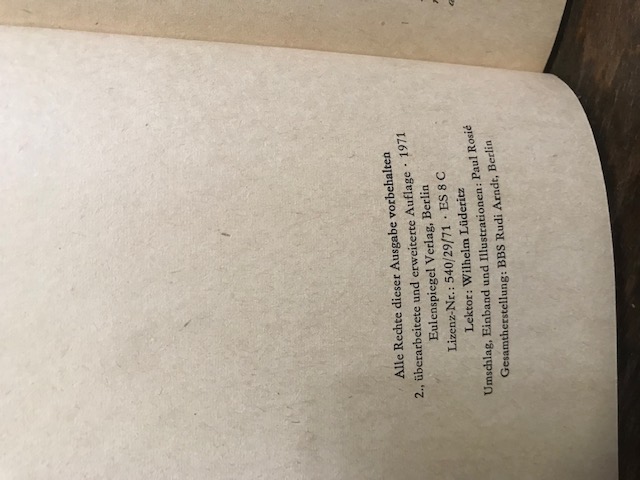 Alle Rechte dieser Ausgabe vorbehalten
2., überarbeitete und erweiterte Auflage · 1971
Eulenspiegel Verlag, Berlin
Lizenz-Nr.: 540/29/71 · ES 8 C
Lektor: Wilhelm Lüderitz
Umschlag, Einband und Illustrationen: Paul Rosié
Gesamtherstellung: BBS Rudi Arndt, Berlin